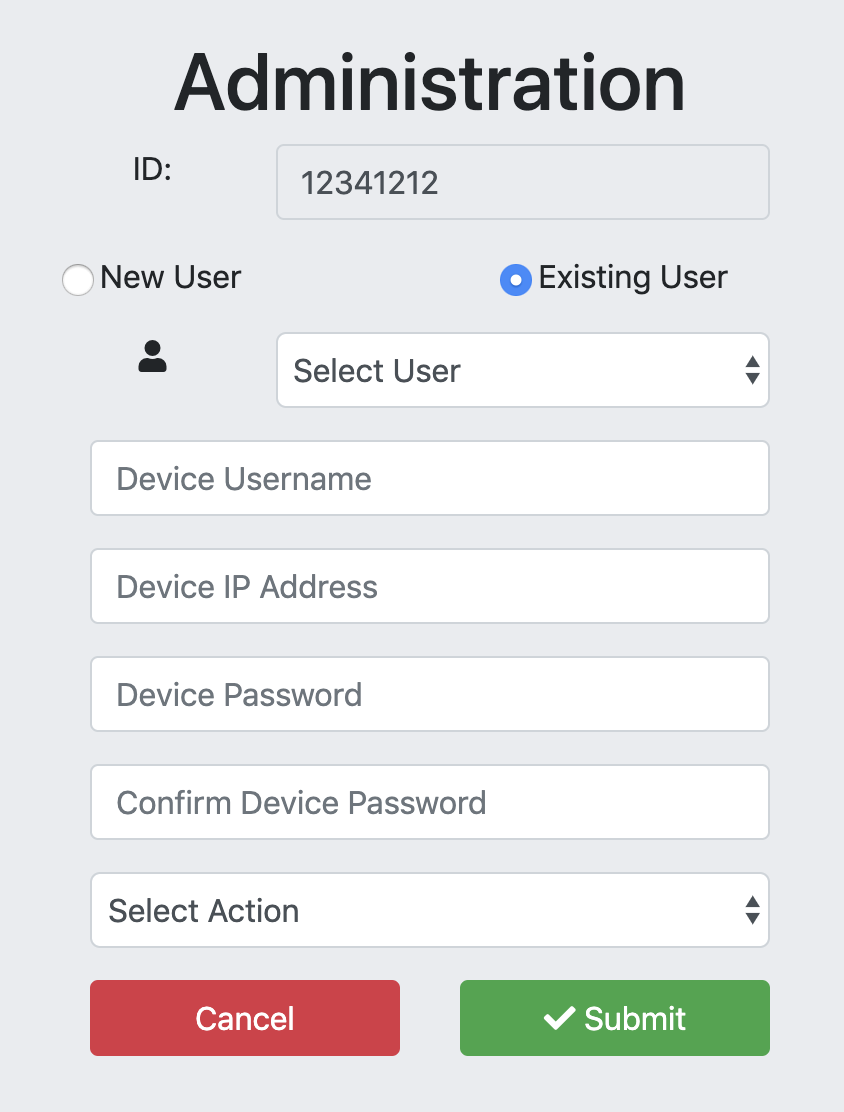 Administration
ID: 12341212
New User Existing User
Select User
Device Username
Device IP Address
Device Password
Confirm Device Password
Select Action
Cancel Submit